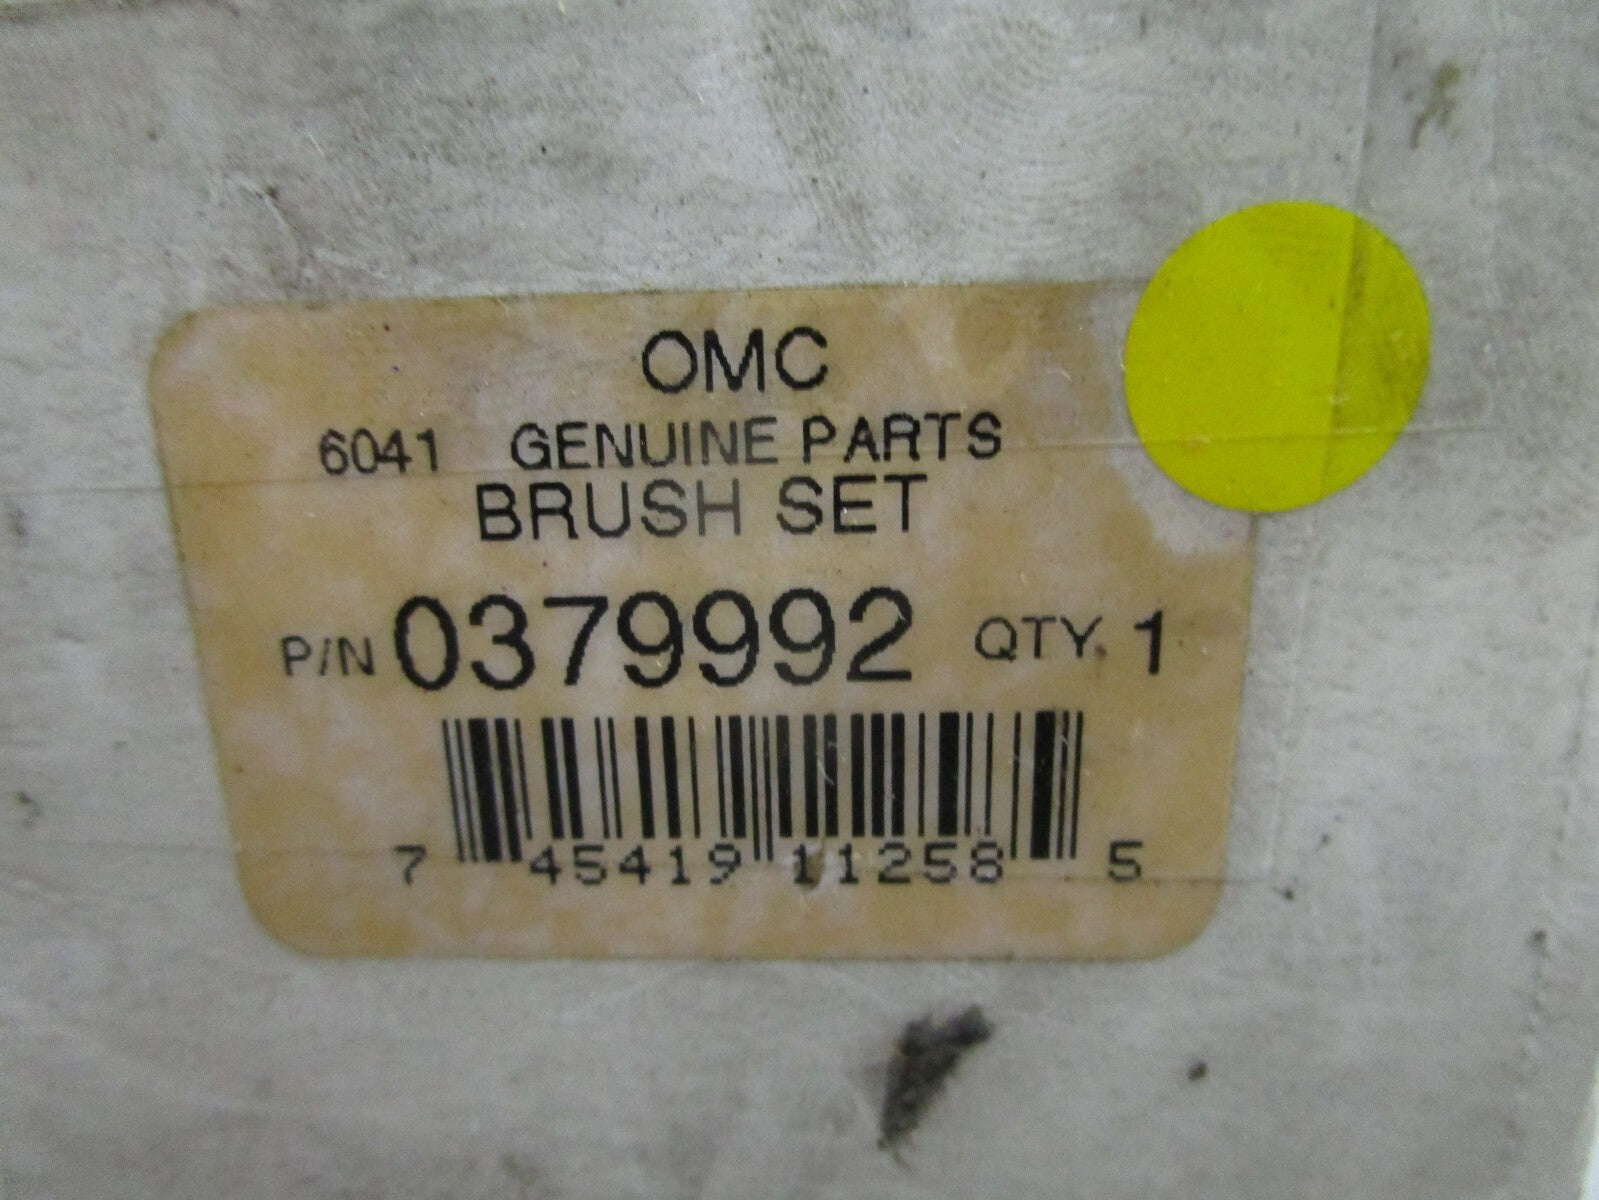 OMC
6041 GENUINE PARTS
BRUSH SET
P/N 0379992 QTY. 1
7 45419 11258 5